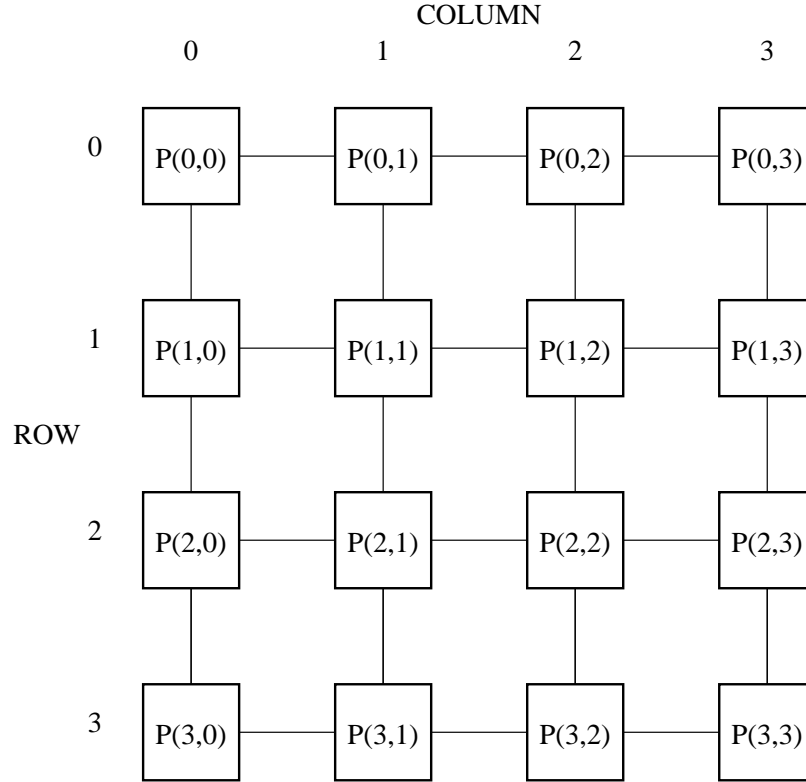 COLUMN
0 1 2 3
0 P(0,0) P(0,1) P(0,2) P(0,3)
1 P(1,0) P(1,1) P(1,2) P(1,3)
ROW
2 P(2,0) P(2,1) P(2,2) P(2,3)
3 P(3,0) P(3,1) P(3,2) P(3,3)